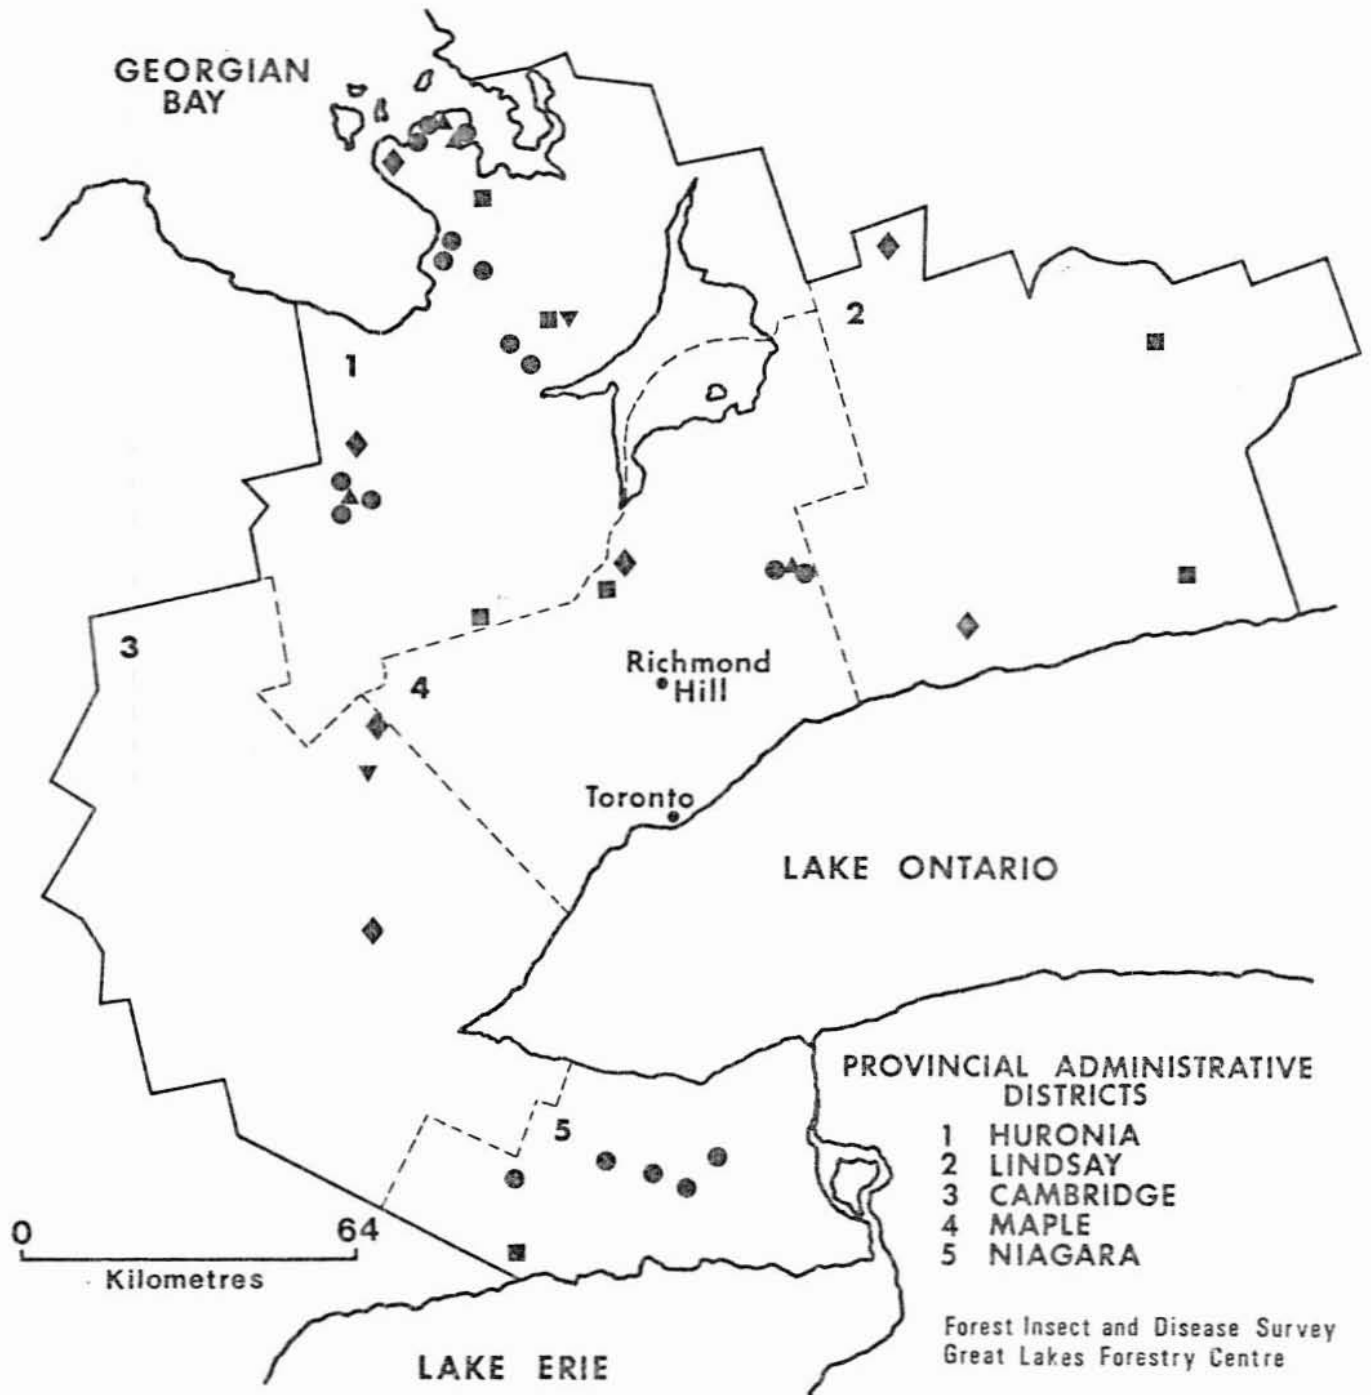 GEORGIAN
BAY
2
1
3
Richmond
Hill
4
Toronto
LAKE ONTARIO
PROVINCIAL ADMINISTRATIVE
DISTRICTS
5
1 HURONIA
2 LINDSAY
3 CAMBRIDGE
4 MAPLE
5 NIAGARA
0 64
Kilometres
Forest Insect and Disease Survey
Great Lakes Forestry Centre
LAKE ERIE